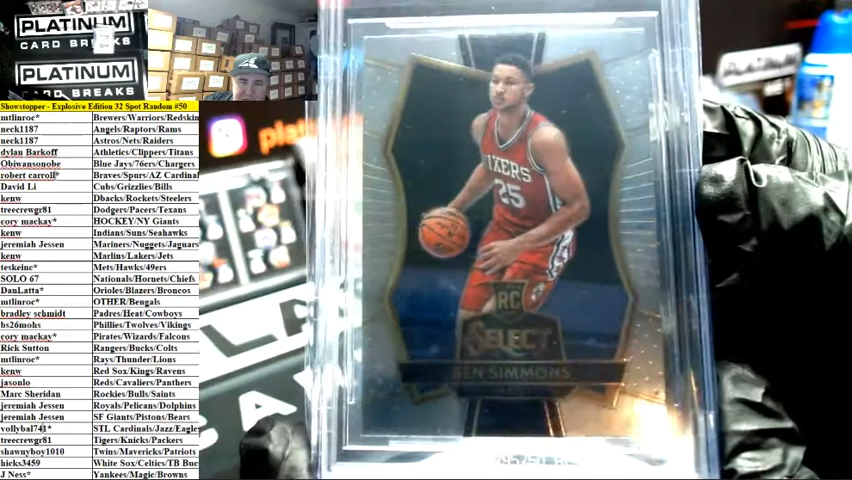 PLATINUM
CARD BREAKS
PLATINUM
CARD BREAKS
Showstopper - Explosive Edition 32 Spot Random #50
mtlinroc* Brewers/Warriors/Redskin
neck1187 Angels/Raptors/Rams
neck1187 Astros/Nets/Raiders
dylan Barkoff Athletics/Clippers/Titans
Obiwansonobe Blue Jays/76ers/Chargers
robert carroll* Braves/Spurs/AZ Cardinal
David Li Cubs/Grizzlies/Bills
kenw Dbacks/Rockets/Steelers
treecrewgr81 Dodgers/Pacers/Texans
cory mackay* HOCKEY/NY Giants
kenw Indians/Suns/Seahawks
jeremiah Jessen Mariners/Nuggets/Jaguars
kenw Marlins/Lakers/Jets
teskeinc* Mets/Hawks/49ers
SOLO 67 Nationals/Hornets/Chiefs
DanLatta* Orioles/Blazers/Broncos
mtlinroc* OTHER/Bengals
bradley schmidt Padres/Heat/Cowboys
bs26mohs Phillies/Twolves/Vikings
cory mackay* Pirates/Wizards/Falcons
Rick Sutton Rangers/Bucks/Colts
mtlinroc* Rays/Thunder/Lions
kenw Red Sox/Kings/Ravens
jasonlo Reds/Cavaliers/Panthers
Marc Sheridan Rockies/Bulls/Saints
jeremiah Jessen Royals/Pelicans/Dolphins
jeremiah Jessen SF Giants/Pistons/Bears
vollybal741* STL Cardinals/Jazz/Eagle
treecrewgr81 Tigers/Knicks/Packers
shawnyboy1010 Twins/Mavericks/Patriots
hicks3459 White Sox/Celtics/TB Buc
J Ness* Yankees/Magic/Browns
IXERS
25
RC
SELECT
BEN SIMMONS
PLATINUM